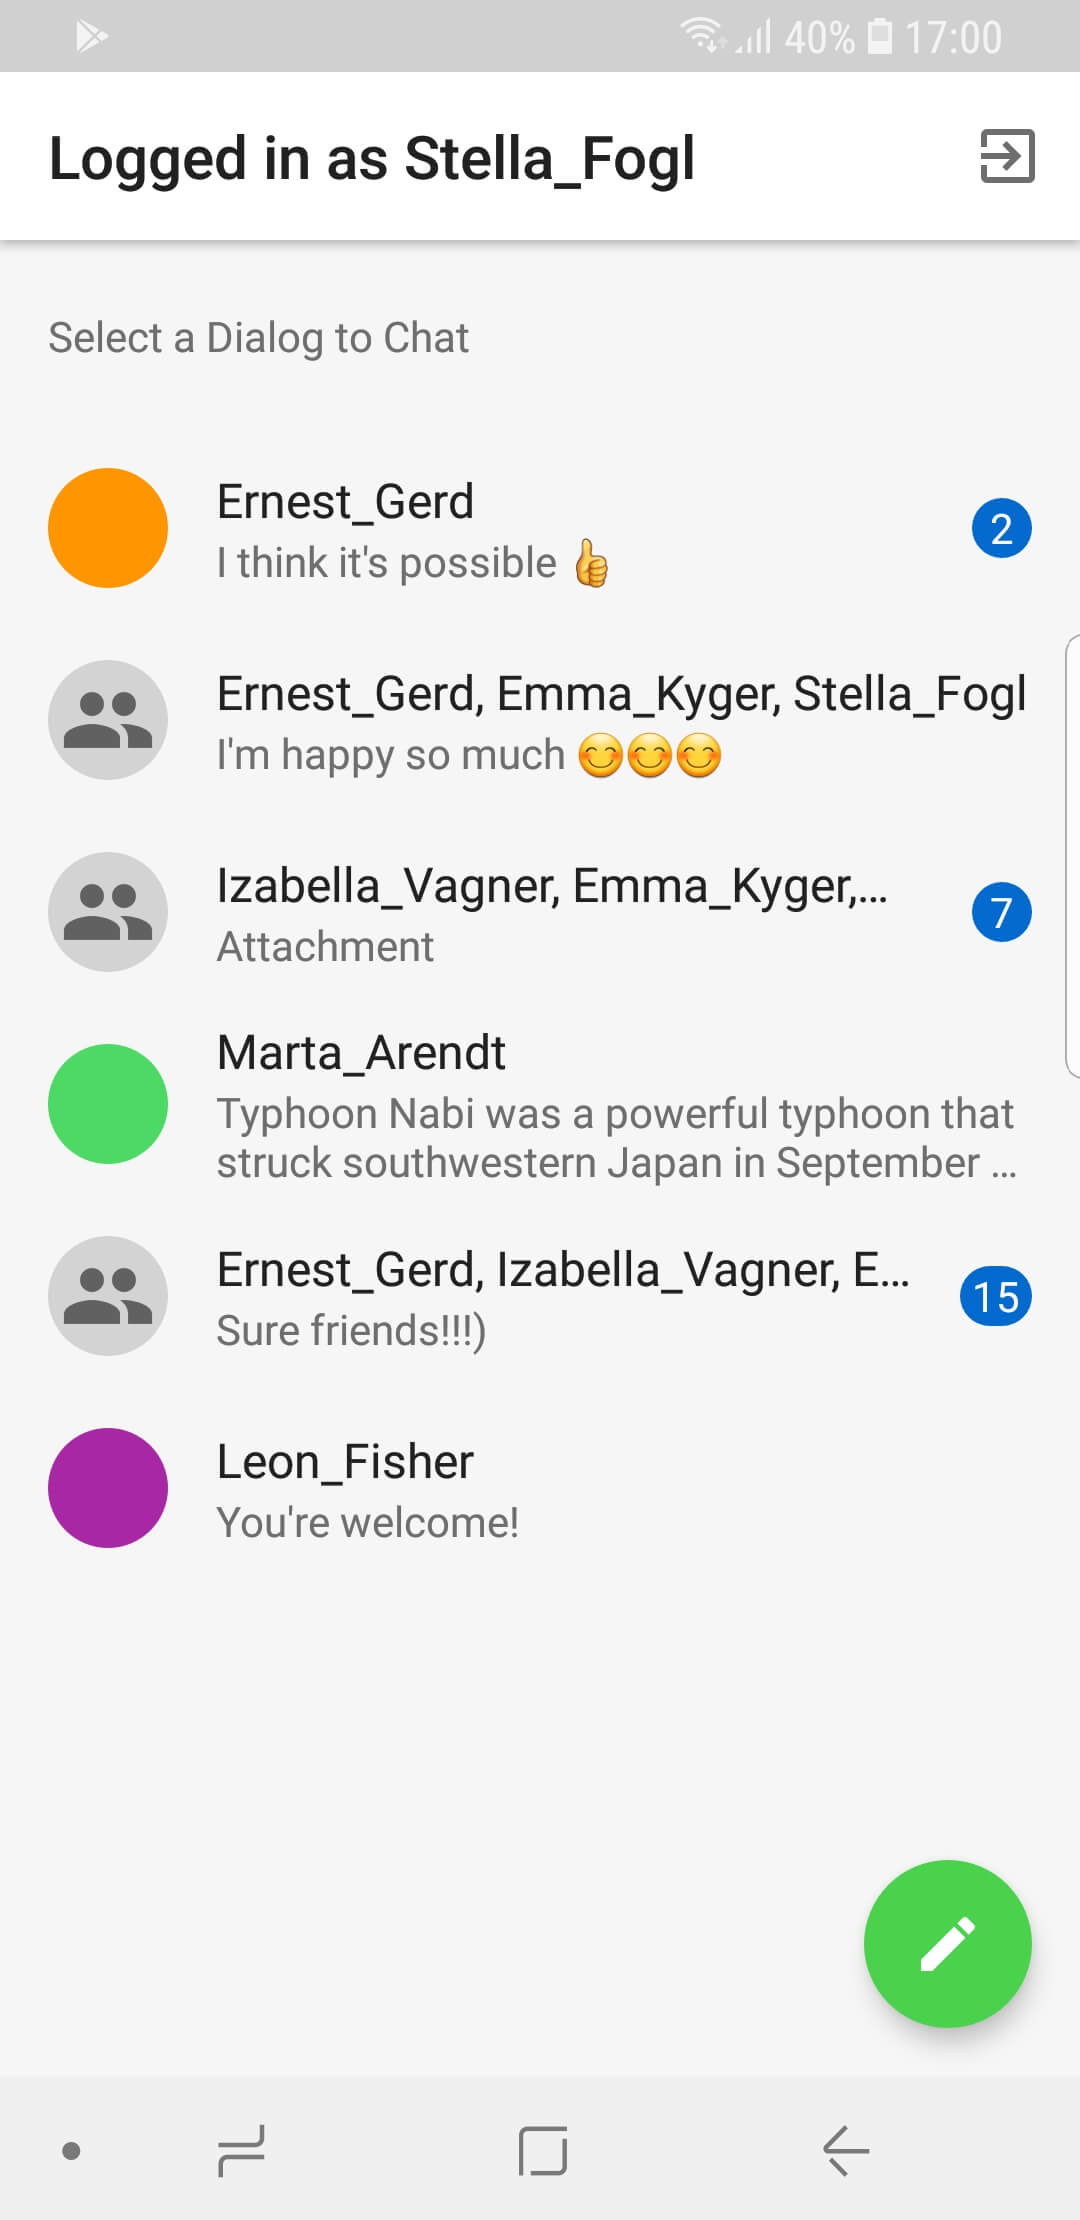 40% 17:00
Logged in as Stella_Fogl
Select a Dialog to Chat
Ernest_Gerd
I think it's possible 👍
2
Ernest_Gerd, Emma_Kyger, Stella_Fogl
I'm happy so much 😊😊😊
Izabella_Vagner, Emma_Kyger,...
Attachment
7
Marta_Arendt
Typhoon Nabi was a powerful typhoon that
struck southwestern Japan in September ...
Ernest_Gerd, Izabella_Vagner, E...
Sure friends!!!)
15
Leon_Fisher
You're welcome!